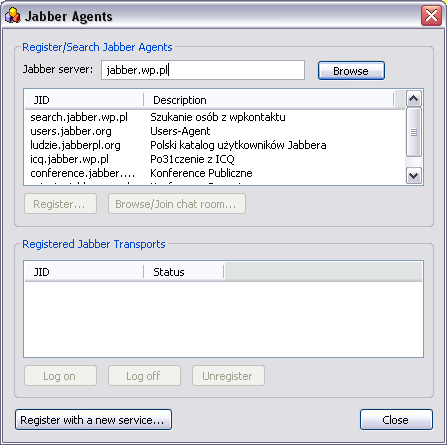 Jabber Agents
Register/Search Jabber Agents
Jabber server: jabber.wp.pl Browse
JID Description
search.jabber.wp.pl Szukanie osób z wpkontaktu
users.jabber.org Users-Agent
ludzie.jabberpl.org Polski katalog użytkowników Jabbera
icq.jabber.wp.pl Po31czenie z ICQ
conference.jabber.... Konferencje Publiczne
Register... Browse/Join chat room...
Registered Jabber Transports
JID Status
Log on Log off Unregister
Register with a new service... Close